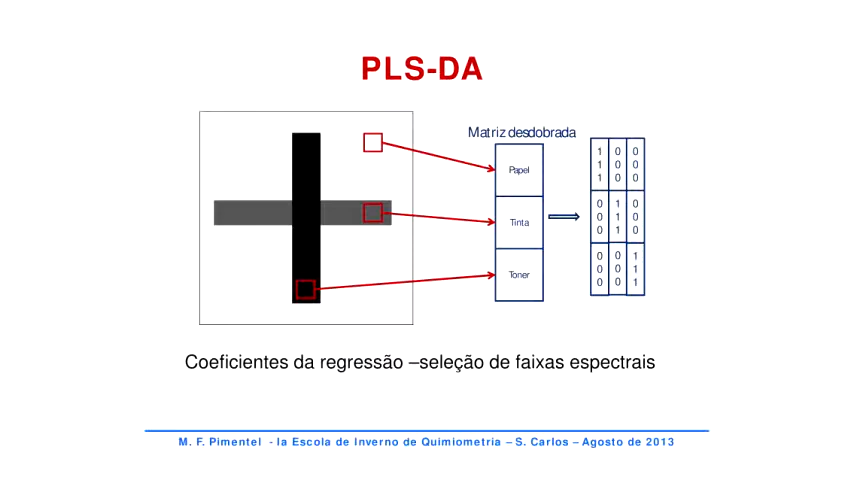 PLS-DA
Matriz desdobrada
Papel
Tinta
Toner
1 0 0
1 0 0
1 0 0
0 1 0
0 1 0
0 1 0
0 0 1
0 0 1
0 0 1
Coeficientes da regressão –seleção de faixas espectrais
M. F. Pimentel - Ia Escola de Inverno de Quimiometria – S. Carlos – Agosto de 2013